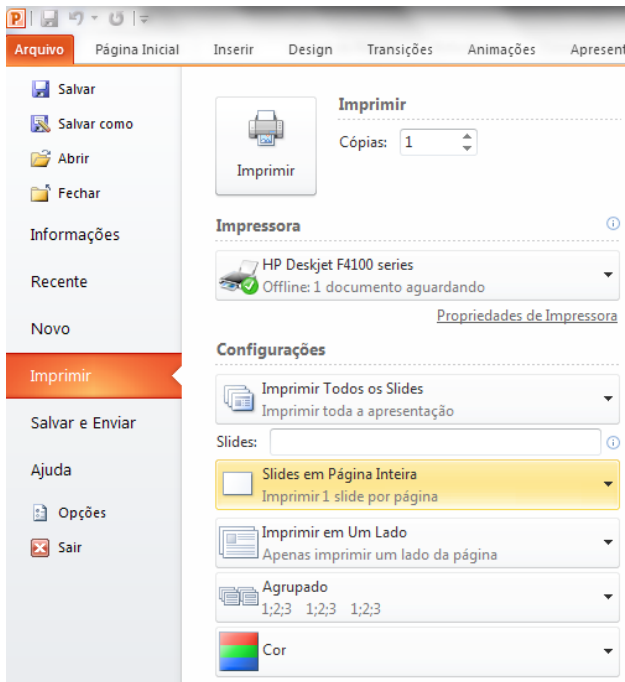 Arquivo Página Inicial Inserir Design Transições Animações Apresent
Salvar
Salvar como
Abrir
Fechar
Informações
Recente
Novo
Imprimir
Salvar e Enviar
Ajuda
Opções
Sair
Imprimir
Imprimir
Cópias: 1
Impressora
HP Deskjet F4100 series
Offline: 1 documento aguardando
Propriedades de Impressora
Configurações
Imprimir Todos os Slides
Imprimir toda a apresentação
Slides:
Slides em Página Inteira
Imprimir 1 slide por página
Imprimir em Um Lado
Apenas imprimir um lado da página
Agrupado
1;2;3 1;2;3 1;2;3
Cor